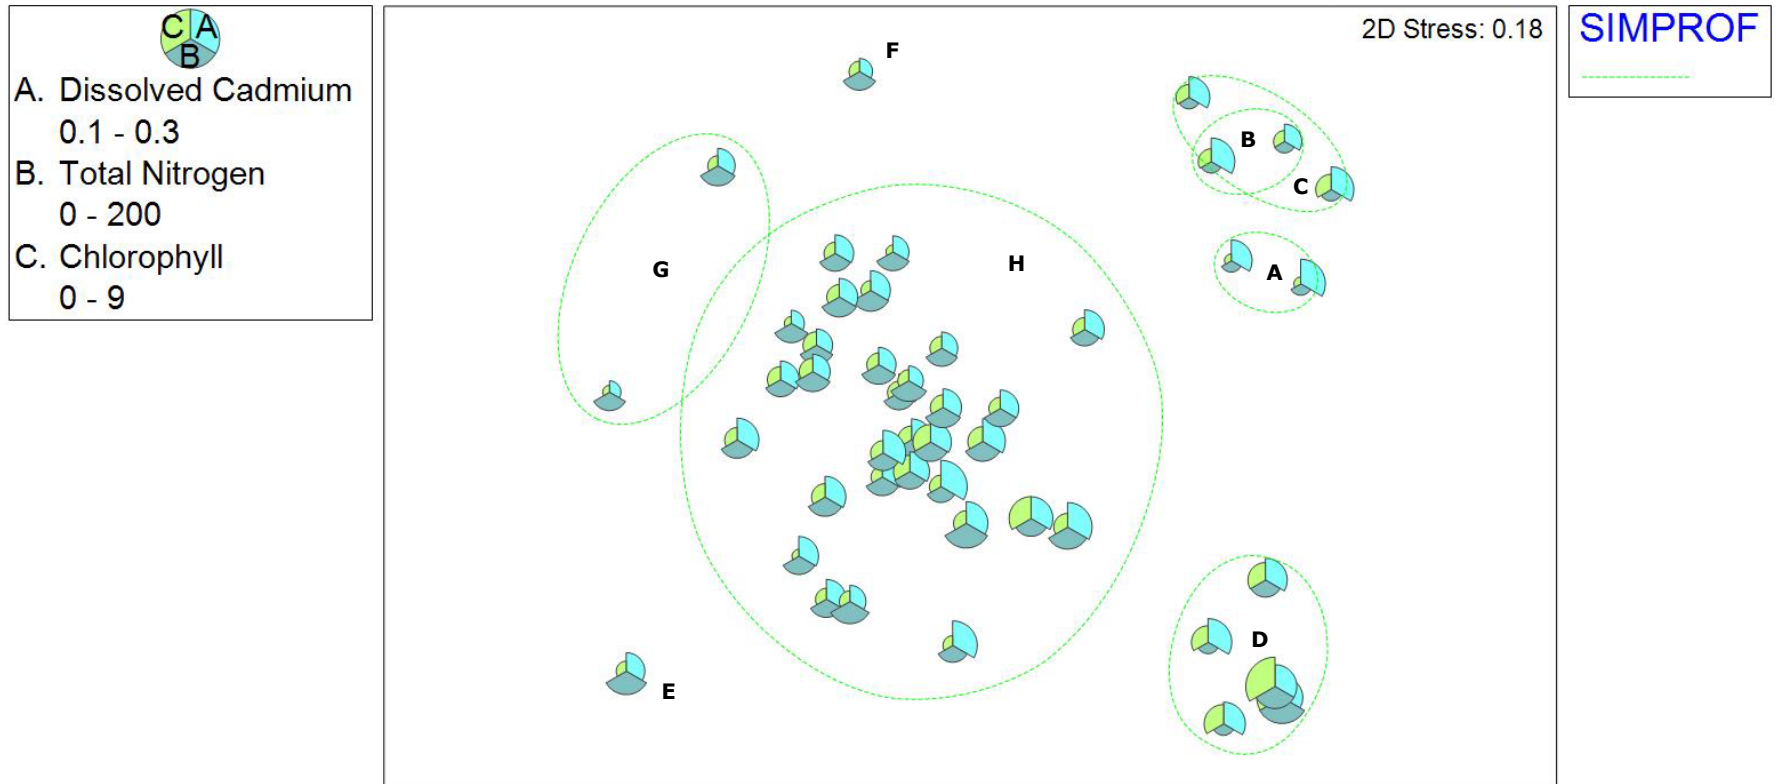 C A
B
A. Dissolved Cadmium
0.1 - 0.3
B. Total Nitrogen
0 - 200
C. Chlorophyll
0 - 9
2D Stress: 0.18
F
B
C
G
H
A
D
E
SIMPROF